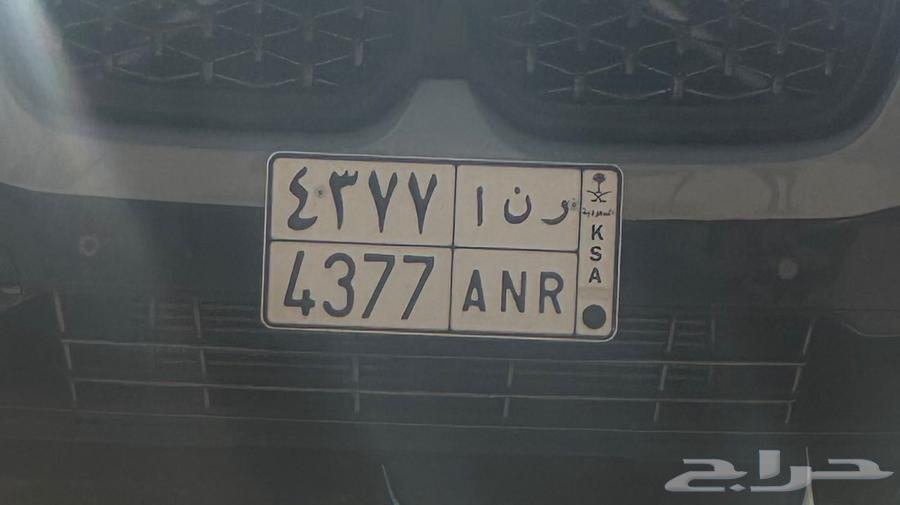 ٤٣٧٧ ر ن ا
4377 ANR
السعودية
KSA
حراج